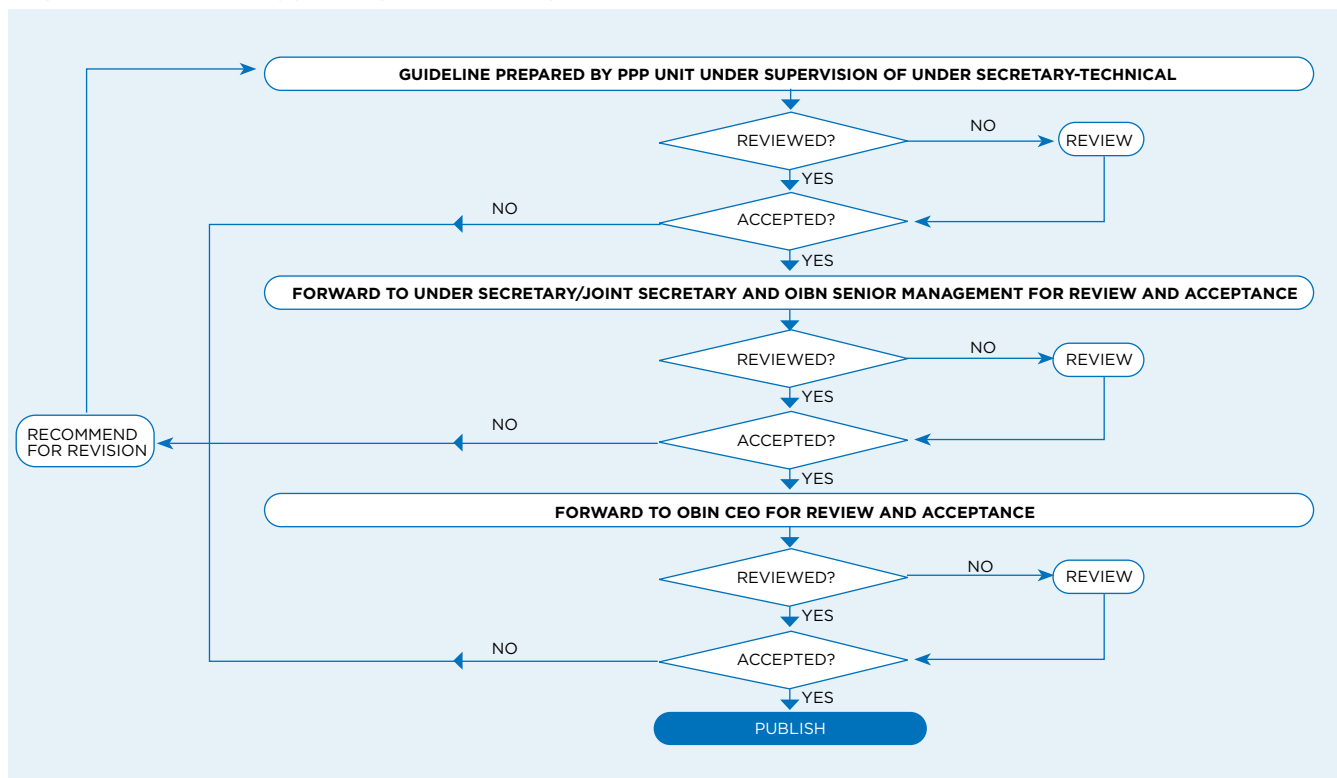 GUIDELINE PREPARED BY PPP UNIT UNDER SUPERVISION OF UNDER SECRETARY-TECHNICAL
REVIEWED?
NO
REVIEW
YES
NO
ACCEPTED?
YES
FORWARD TO UNDER SECRETARY/JOINT SECRETARY AND OIBN SENIOR MANAGEMENT FOR REVIEW AND ACCEPTANCE
REVIEWED?
NO
REVIEW
YES
RECOMMEND
FOR REVISION
NO
ACCEPTED?
YES
FORWARD TO OBIN CEO FOR REVIEW AND ACCEPTANCE
REVIEWED?
NO
REVIEW
YES
NO
ACCEPTED?
YES
PUBLISH